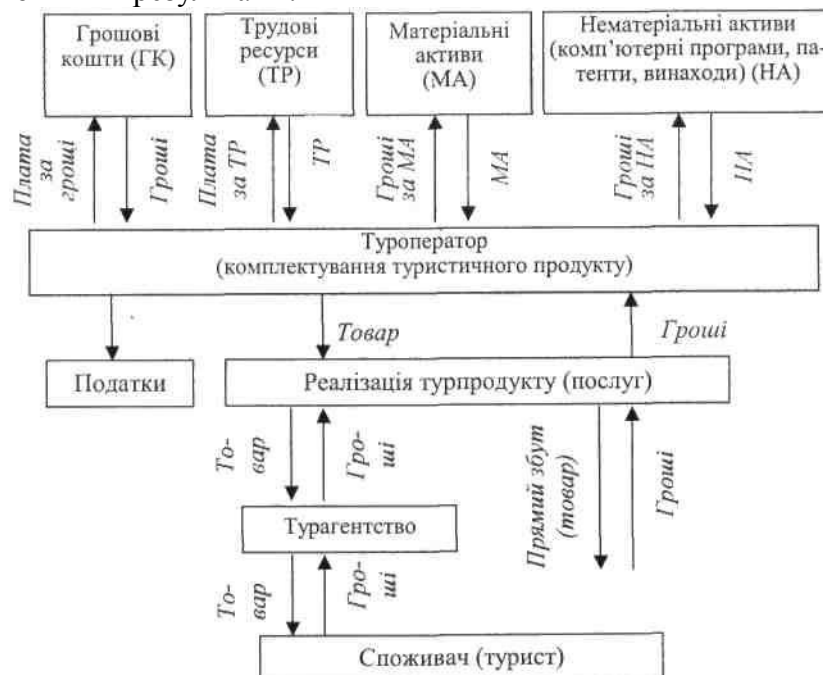 Грошові
кошти (ГК)
Трудові
ресурси
(ТР)
Матеріальні
активи
(МА)
Нематеріальні активи
(комп’ютерні програми, па-
тенти, винаходи) (НА)
Плата
за
гроші
Гроші
Плата
за ТР
ТР
Гроші
за МА
МА
Гроші
за НА
НА
Туроператор
(комплектування туристичного продукту)
Товар
Гроші
Податки
Реалізація турпродукту (послуг)
То-
вар
Гро-
ші
Прямий збут
(товар)
Гроші
Турагентство
То-
вар
Гро-
ші
Споживач (турист)